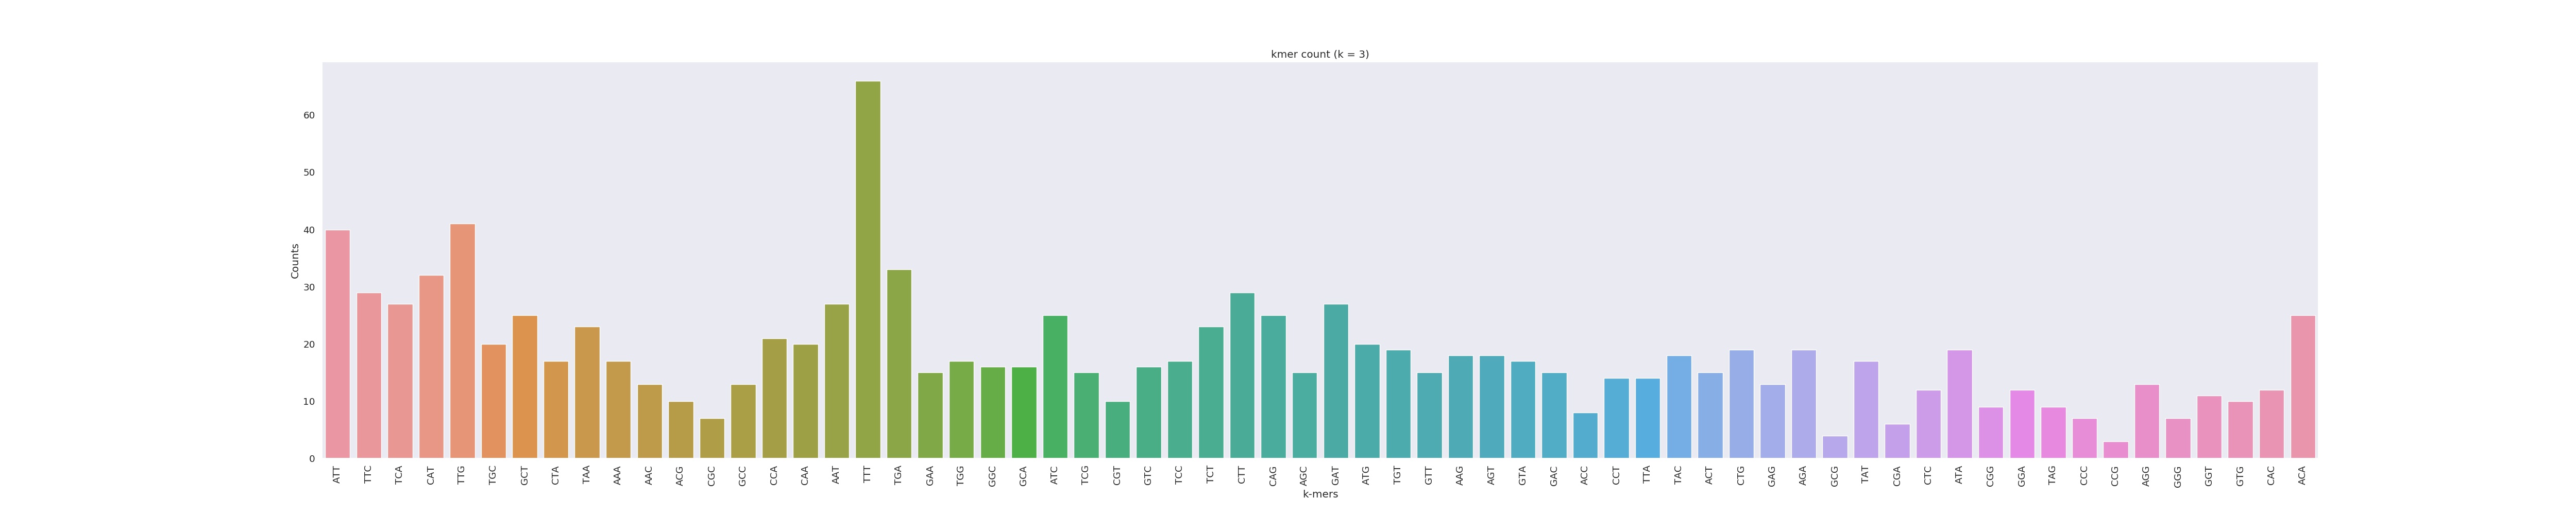 kmer count (k = 3)
Counts
60
50
40
30
20
10
0
ATT TTC TCA CAT TTG TGC GCT CTA TAA AAA AAC ACG CGC GCC CCA CAA AAT TTT TGA GAA TGG GGC GCA ATC TCG CGT GTC TCC TCT CTT CAG AGC GAT ATG TGT GTT AAG AGT GTA GAC ACC CCT TTA TAC ACT CTG GAG AGA GCG TAT CGA CTC ATA CGG GGA TAG CCC CCG AGG GGG GGT GTG CAC ACA
k-mers